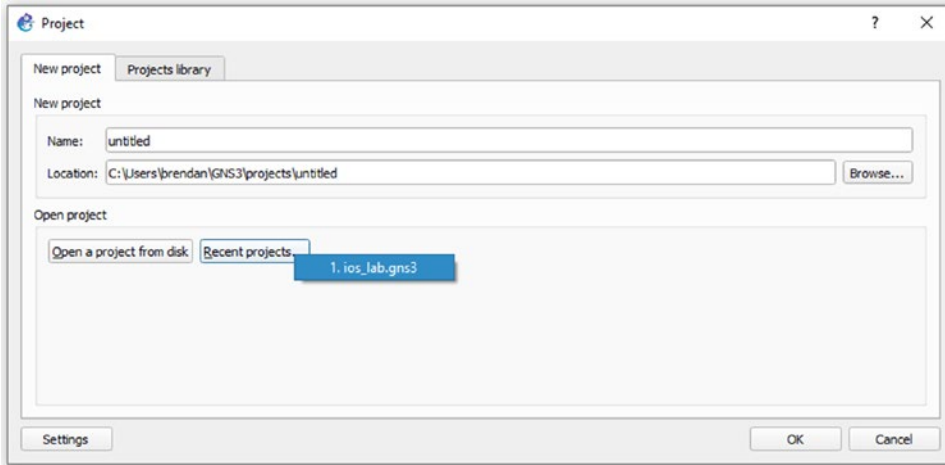 Project ? ×
New project Projects library
New project
Name: untitled
Location: C:\Users\brendan\GNS3\projects\untitled Browse...
Open project
Open a project from disk Recent projects...
1. ios_lab.gns3
Settings OK Cancel